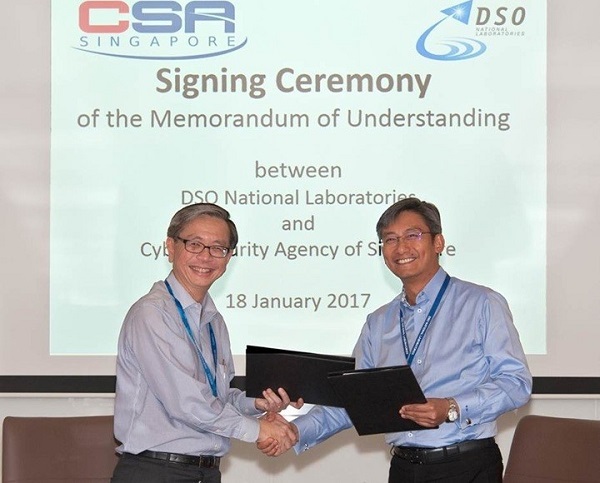 CSA
SINGAPORE
DSO
NATIONAL
LABORATORIES
Signing Ceremony
of the Memorandum of Understanding
between
DSO National Laboratories
and
Agency of
18 January 2017